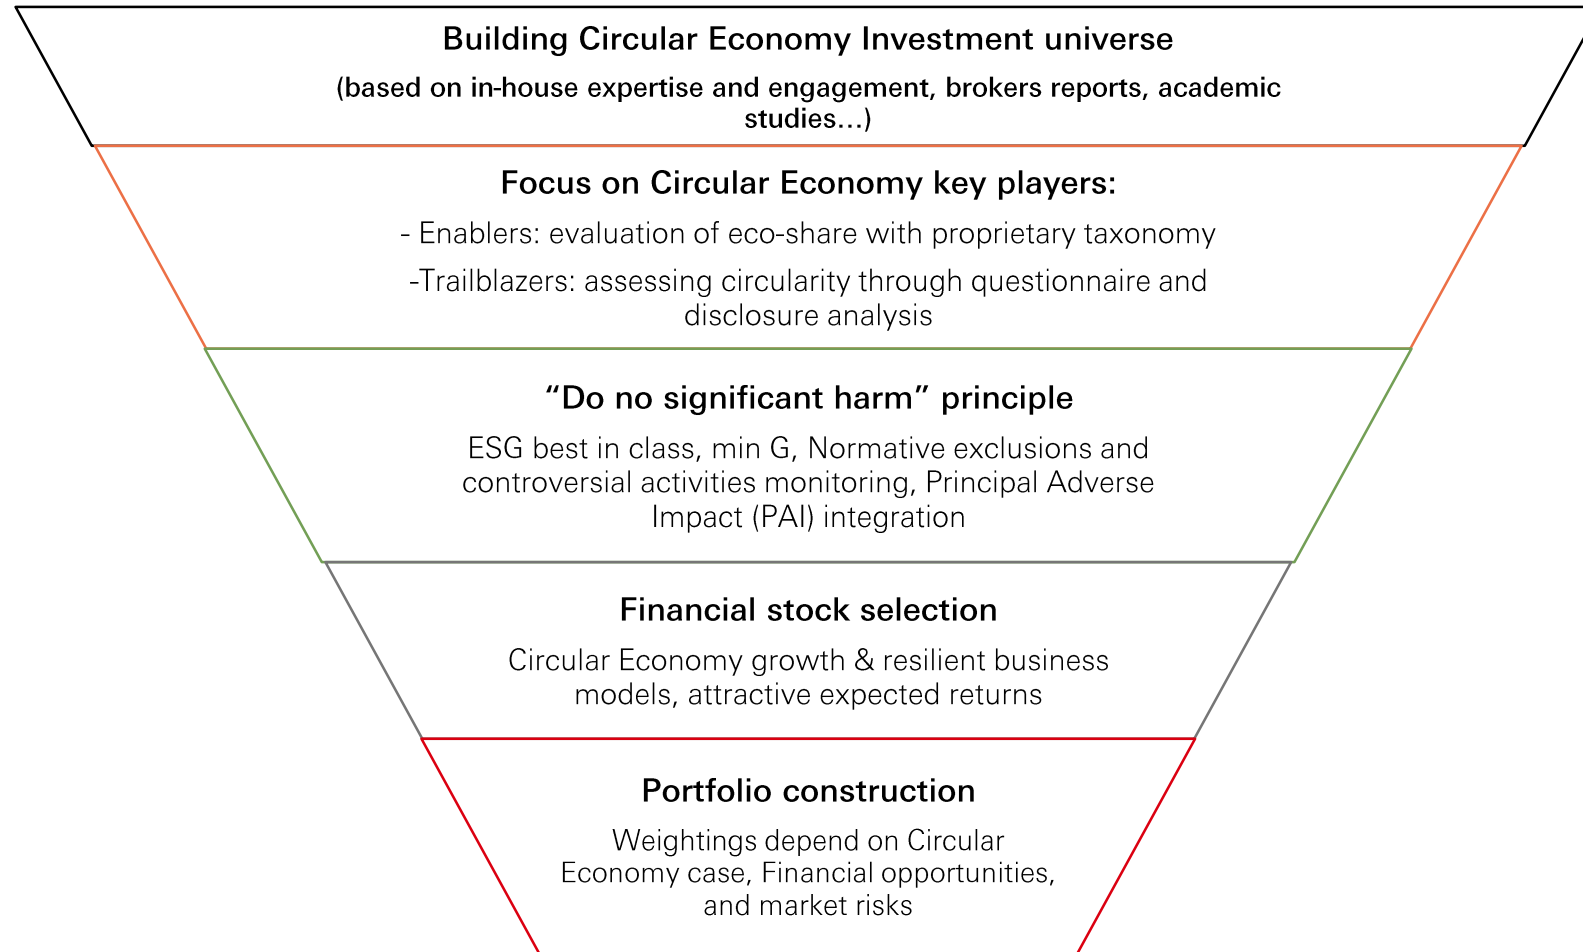 Building Circular Economy Investment universe
(based on in-house expertise and engagement, brokers reports, academic
studies...)
Focus on Circular Economy key players:
- Enablers: evaluation of eco-share with proprietary taxonomy
-Trailblazers: assessing circularity through questionnaire and
disclosure analysis
“Do no significant harm” principle
ESG best in class, min G, Normative exclusions and
controversial activities monitoring, Principal Adverse
Impact (PAI) integration
Financial stock selection
Circular Economy growth & resilient business
models, attractive expected returns
Portfolio construction
Weightings depend on Circular
Economy case, Financial opportunities,
and market risks